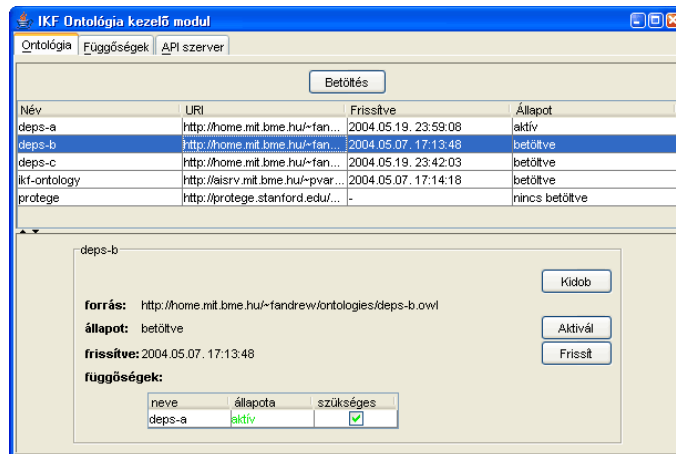 IKF Ontológia kezelő modul
Ontológia Függőségek API szerver
Betöltés
Név URI Frissítve Állapot
deps-a http://home.mit.bme.hu/~fan... 2004.05.19. 23:59:08 aktív
deps-b http://home.mit.bme.hu/~fan... 2004.05.07. 17:13:48 betöltve
deps-c http://home.mit.bme.hu/~fan... 2004.05.19. 23:42:03 betöltve
ikf-ontology http://aisrv.mit.bme.hu/~pvar... 2004.05.07. 17:14:18 betöltve
protege http://protege.stanford.edu/... - nincs betöltve
deps-b
Kidob
forrás: http://home.mit.bme.hu/~fandrew/ontologies/deps-b.owl
állapot: betöltve Aktivál
frissítve: 2004.05.07. 17:13:48 Frissít
függőségek:
neve állapota szükséges
deps-a aktív